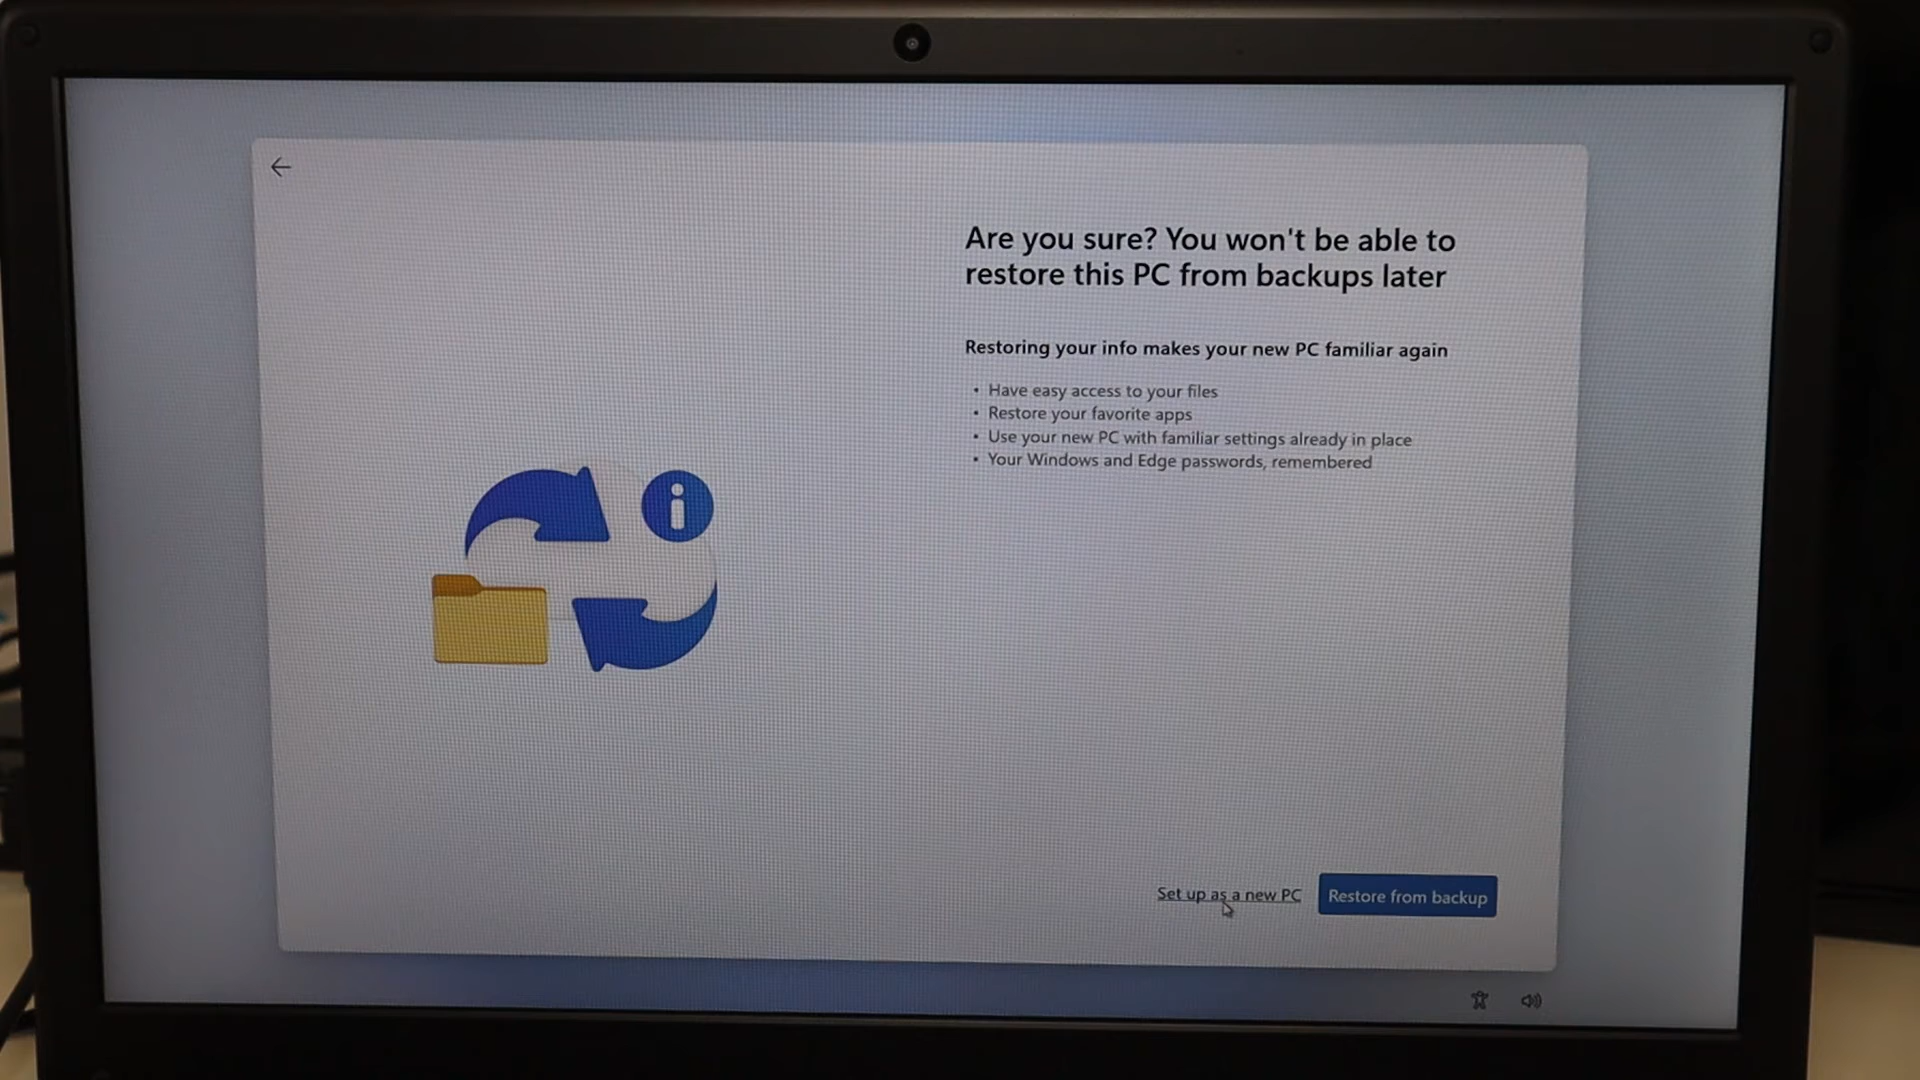 Are you sure? You won't be able to
restore this PC from backups later
Restoring your info makes your new PC familiar again
• Have easy access to your files
• Restore your favorite apps
• Use your new PC with familiar settings already in place
• Your Windows and Edge passwords, remembered
Set up as a new PC
Restore from backup